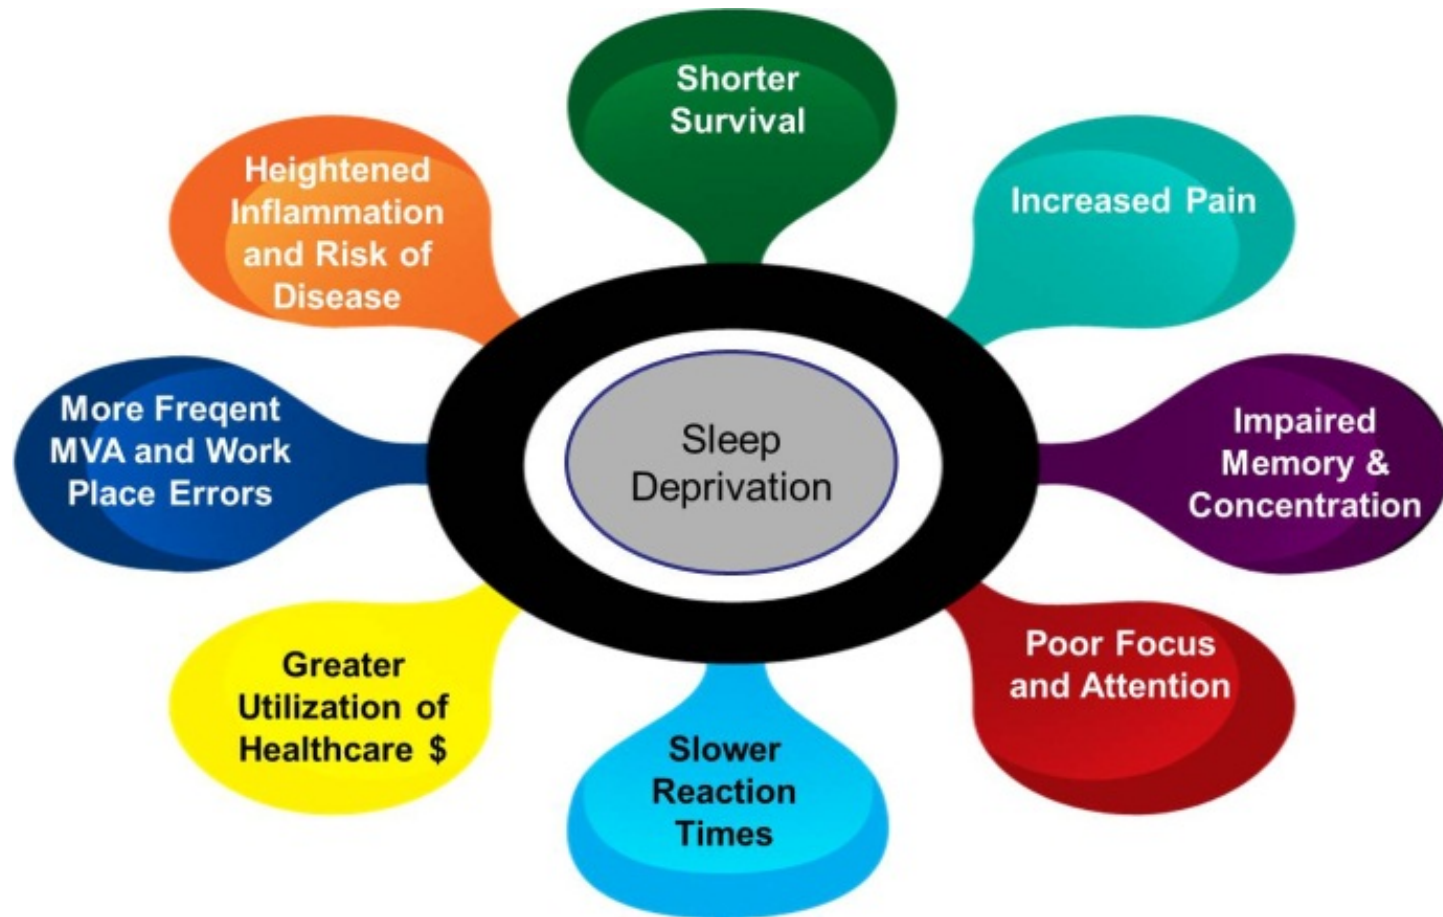 Shorter
Survival
Increased Pain
Impaired
Memory &
Concentration
Poor Focus
and Attention
Slower
Reaction
Times
Greater
Utilization of
Healthcare $
More Freqent
MVA and Work
Place Errors
Heightened
Inflammation
and Risk of
Disease
Sleep
Deprivation